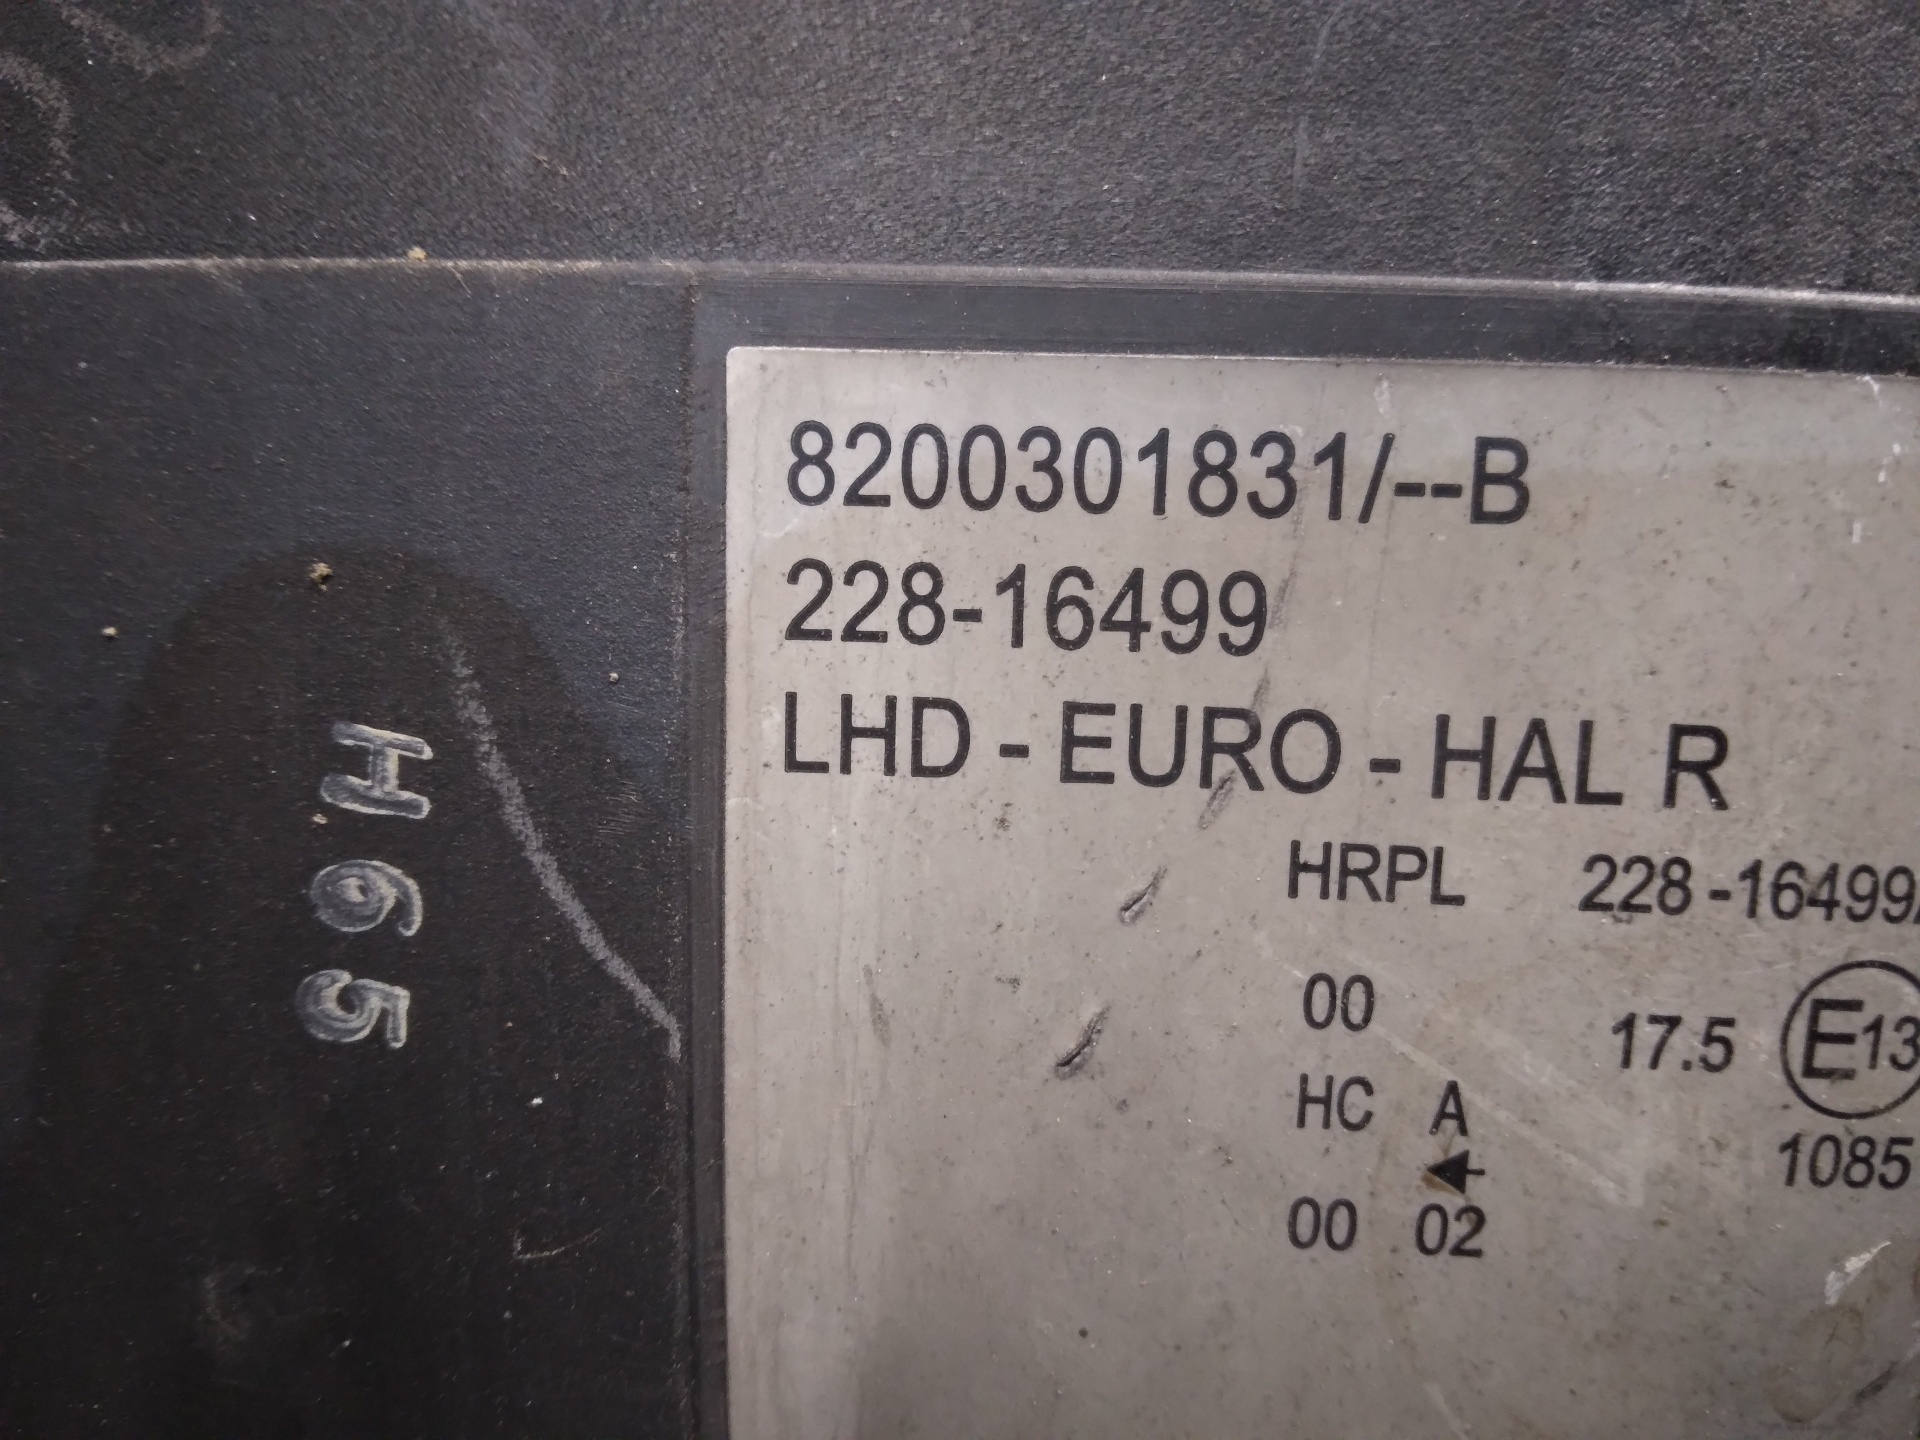 8200301831/--B
228-16499
LHD - EURO - HAL R
HRPL 228 -16499
00 17.5 E13
HC A 1085
00 02
H65